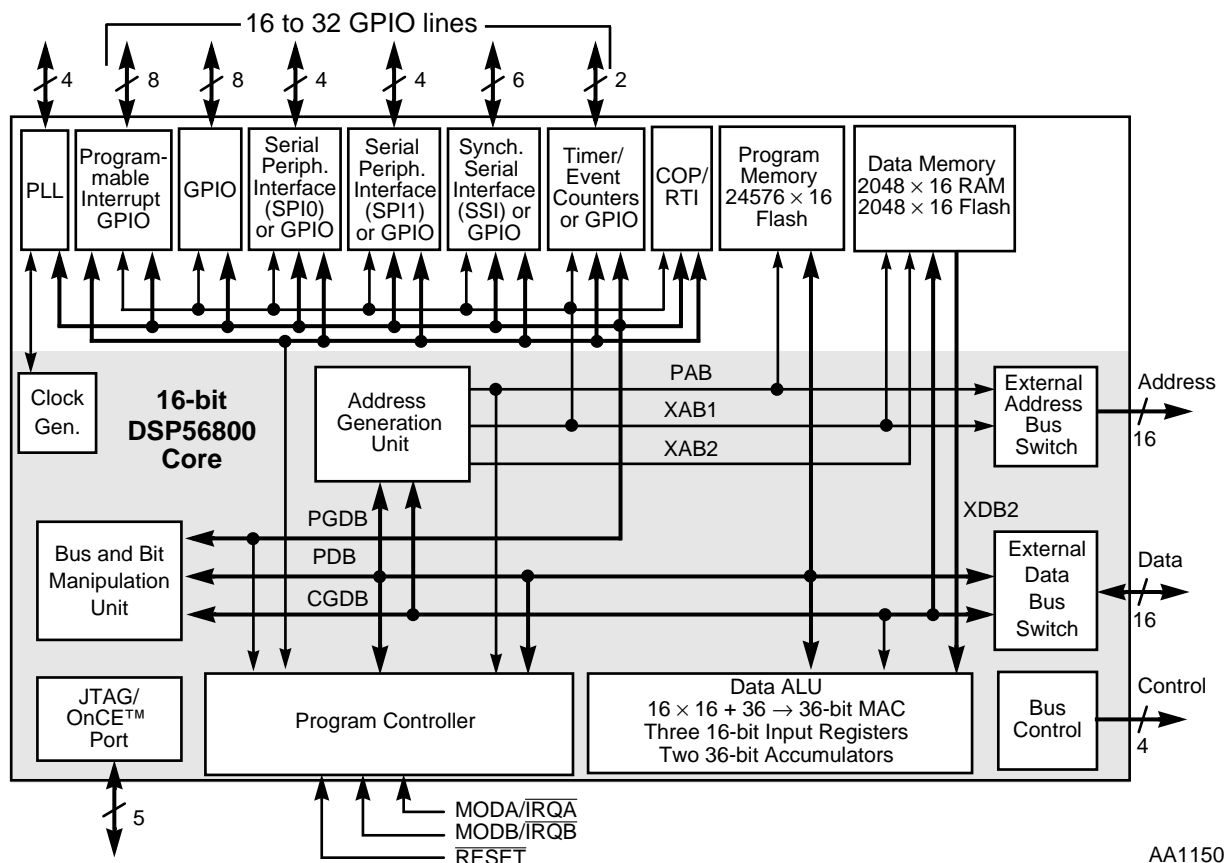 16 to 32 GPIO lines
4
8
8
4
4
6
2
PLL
Program-
mable
Interrupt
GPIO
GPIO
Serial
Periph.
Interface
(SPI0)
or GPIO
Serial
Periph.
Interface
(SPI1)
or GPIO
Synch.
Serial
Interface
(SSI) or
GPIO
Timer/
Event
Counters
or GPIO
COP/
RTI
Program
Memory
24576 × 16
Flash
Data Memory
2048 × 16 RAM
2048 × 16 Flash
Clock
Gen.
16-bit
DSP56800
Core
Address
Generation
Unit
PAB
XAB1
XAB2
External
Address
Bus
Switch
Address
16
XDB2
PGDB
PDB
CGDB
Bus and Bit
Manipulation
Unit
External
Data
Bus
Switch
Data
16
JTAG/
OnCE™
Port
5
Program Controller
Data ALU
16 × 16 + 36 → 36-bit MAC
Three 16-bit Input Registers
Two 36-bit Accumulators
Bus
Control
Control
4
MODA/IRQA
MODB/IRQB
RESET
AA1150